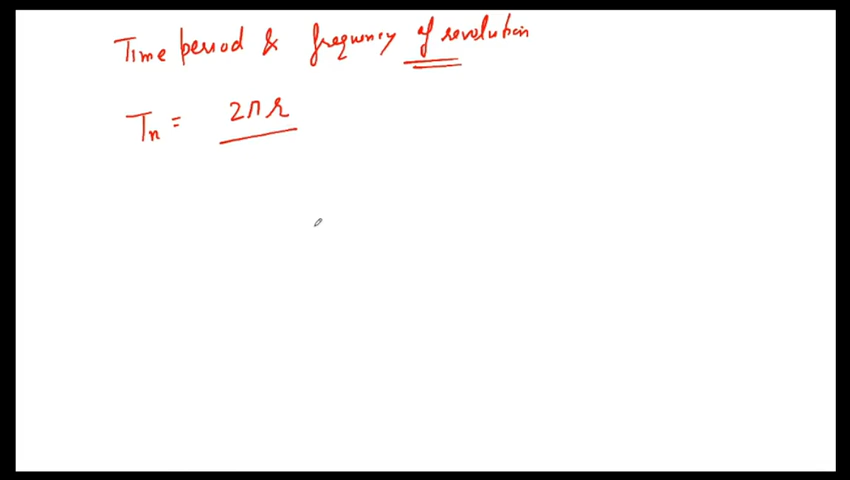 Time period & frequency of revolution
Tn = 2πr